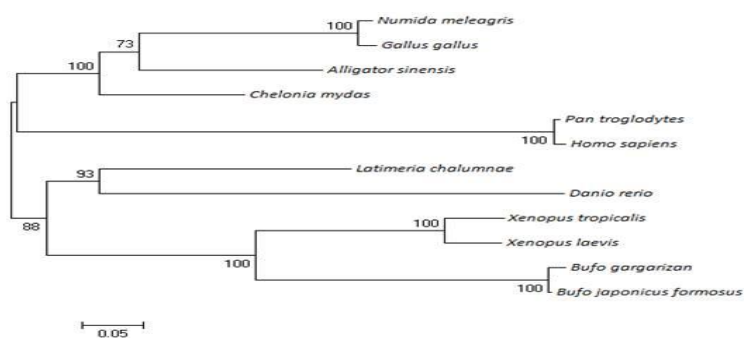 100
Numida meleagris
Gallus gallus
73
100
Alligator sinensis
Chelonia mydas
100
Pan troglodytes
Homo sapiens
93
Latimeria chalumnae
Danio rerio
88
100
100
Xenopus tropicalis
Xenopus laevis
100
Bufo gargarizan
Bufo japonicus formosus
0.05